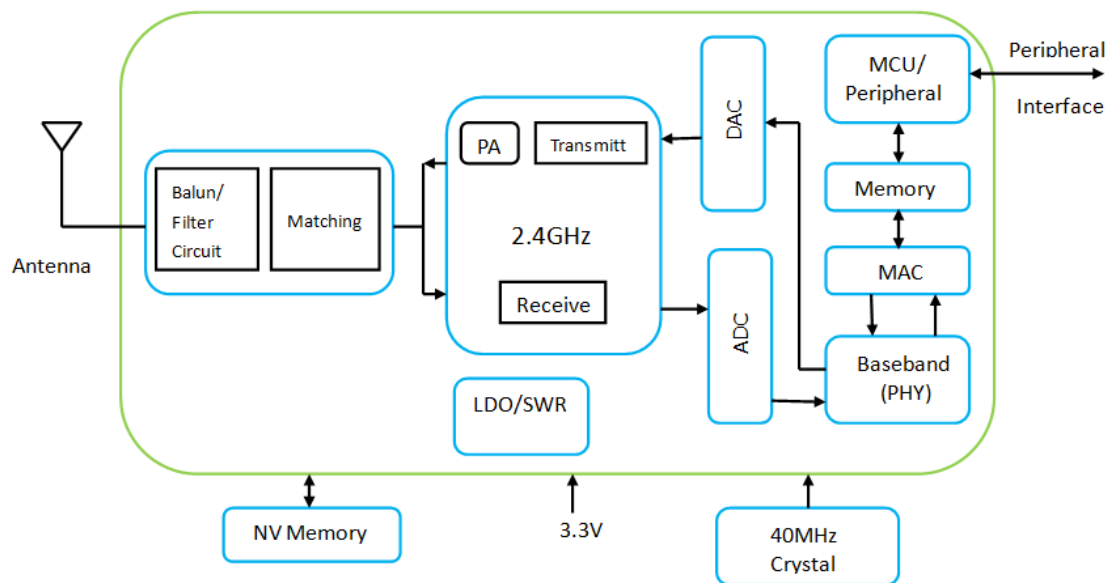 Antenna
Balun/
Filter
Circuit
Matching
PA
Transmitt
2.4GHz
Receive
LDO/SWR
DAC
ADC
MCU/
Peripheral
Memory
MAC
Baseband
(PHY)
Peripheral
Interface
NV Memory
3.3V
40MHz
Crystal